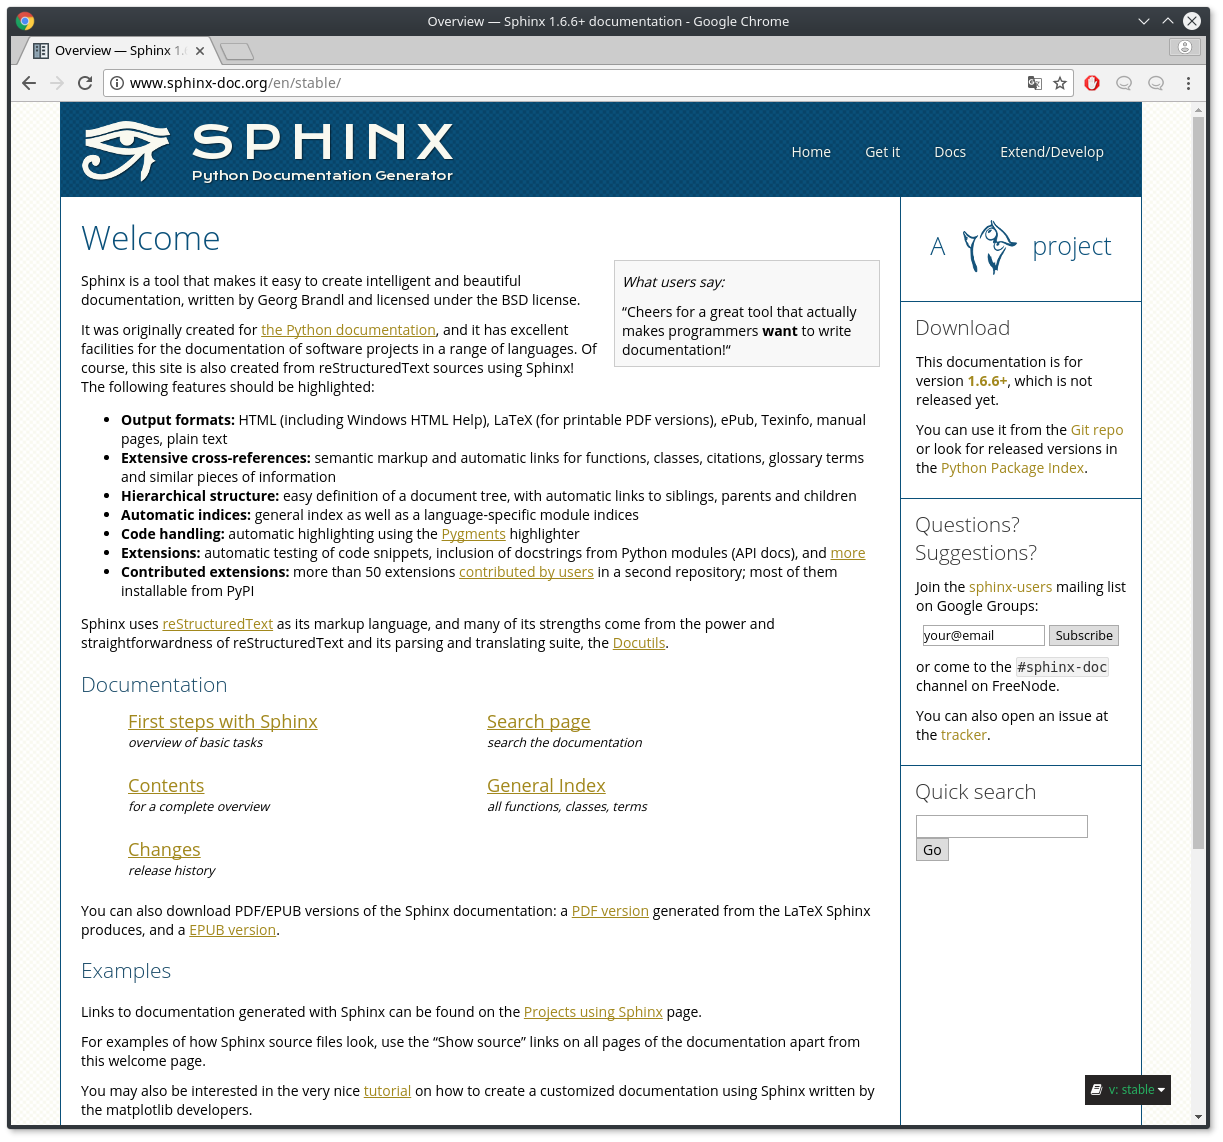 Overview — Sphinx 1.6.6+ documentation - Google Chrome
Overview — Sphinx 1.
www.sphinx-doc.org/en/stable/
SPHINX
Python Documentation Generator
Home Get it Docs Extend/Develop
Welcome
Sphinx is a tool that makes it easy to create intelligent and beautiful
documentation, written by Georg Brandl and licensed under the BSD license.
What users say:
“Cheers for a great tool that actually
makes programmers want to write
documentation!“
It was originally created for the Python documentation, and it has excellent
facilities for the documentation of software projects in a range of languages. Of
course, this site is also created from reStructuredText sources using Sphinx!
The following features should be highlighted:
• Output formats: HTML (including Windows HTML Help), LaTeX (for printable PDF versions), ePub, Texinfo, manual
pages, plain text
• Extensive cross-references: semantic markup and automatic links for functions, classes, citations, glossary terms
and similar pieces of information
• Hierarchical structure: easy definition of a document tree, with automatic links to siblings, parents and children
• Automatic indices: general index as well as a language-specific module indices
• Code handling: automatic highlighting using the Pygments highlighter
• Extensions: automatic testing of code snippets, inclusion of docstrings from Python modules (API docs), and more
• Contributed extensions: more than 50 extensions contributed by users in a second repository; most of them
installable from PyPI
Sphinx uses reStructuredText as its markup language, and many of its strengths come from the power and
straightforwardness of reStructuredText and its parsing and translating suite, the Docutils.
Documentation
First steps with Sphinx
overview of basic tasks
Search page
search the documentation
Contents
for a complete overview
General Index
all functions, classes, terms
Changes
release history
You can also download PDF/EPUB versions of the Sphinx documentation: a PDF version generated from the LaTeX Sphinx
produces, and a EPUB version.
Examples
Links to documentation generated with Sphinx can be found on the Projects using Sphinx page.
For examples of how Sphinx source files look, use the “Show source” links on all pages of the documentation apart from
this welcome page.
You may also be interested in the very nice tutorial on how to create a customized documentation using Sphinx written by
the matplotlib developers.
A project
Download
This documentation is for
version 1.6.6+, which is not
released yet.
You can use it from the Git repo
or look for released versions in
the Python Package Index.
Questions?
Suggestions?
Join the sphinx-users mailing list
on Google Groups:
your@email Subscribe
or come to the #sphinx-doc
channel on FreeNode.
You can also open an issue at
the tracker.
Quick search
Go
v: stable